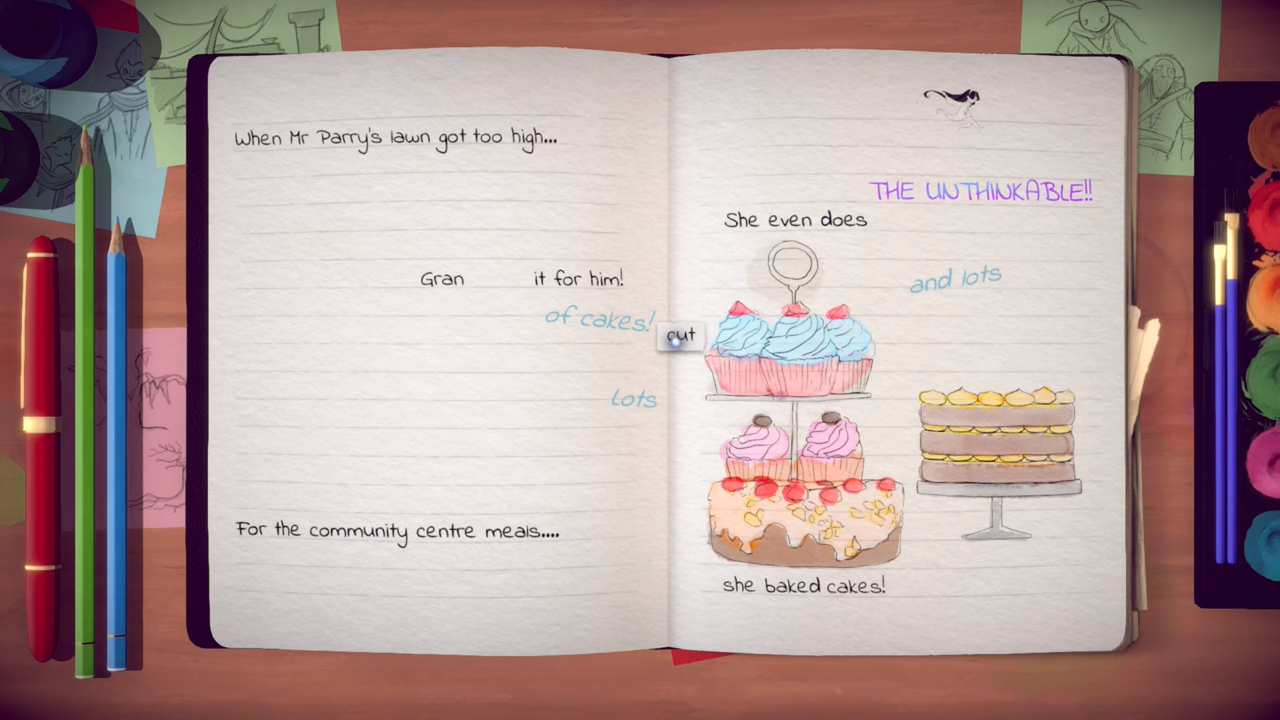 When Mr Parry's lawn got too high...
Gran it for him!
of cakes!
cut
Lots
For the community centre meals....
THE UNTHINKABLE!!
She even does
and lots
she baked cakes!